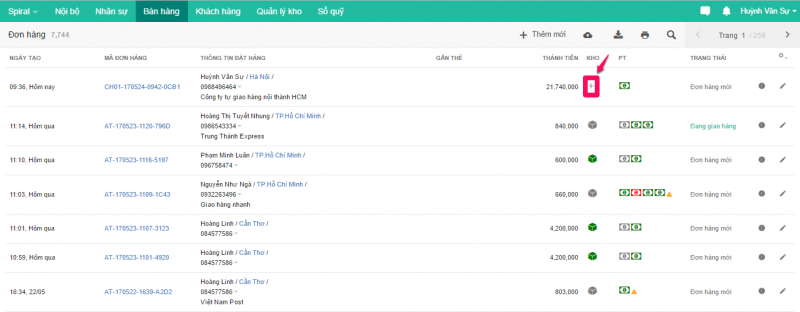 Spiral Nội bộ Nhân sự Bán hàng Khách hàng Quản lý kho Sổ quỹ Huỳnh Văn Sự
Đơn hàng 7,744 Thêm mới Trang 1 / 259
NGÀY TẠO MÃ ĐƠN HÀNG THÔNG TIN ĐẶT HÀNG GẮN THẺ THÀNH TIỀN KHO PT TRẠNG THÁI
Huỳnh Văn Sự / Hà Nội /
09:36, Hôm nay CH01-170524-0942-0CB1 0988496464 21,740,000 Đơn hàng mới
Công ty tự giao hàng nội thành HCM
Hoàng Thị Tuyết Nhung / TP.Hồ Chí Minh /
11:14, Hôm qua AT-170523-1120-796D 0986543334 840,000 Đang giao hàng
Trung Thành Express
Phạm Minh Luân / TP.Hồ Chí Minh /
11:10, Hôm qua AT-170523-1116-5197 096758474 600,000 Đơn hàng mới
Nguyễn Như Ngà / TP.Hồ Chí Minh /
11:03, Hôm qua AT-170523-1109-1C43 0932263496 660,000 Đơn hàng mới
Giao hàng nhanh
Hoàng Linh / Cần Thơ /
11:01, Hôm qua AT-170523-1107-3123 084577586 4,200,000 Đơn hàng mới
Hoàng Linh / Cần Thơ /
10:59, Hôm qua AT-170523-1101-4920 084577586 4,200,000 Đơn hàng mới
Hoàng Linh / Cần Thơ /
16:34, 22/05 AT-170522-1639-A2D2 084577586 803,000 Đơn hàng mới
Việt Nam Post